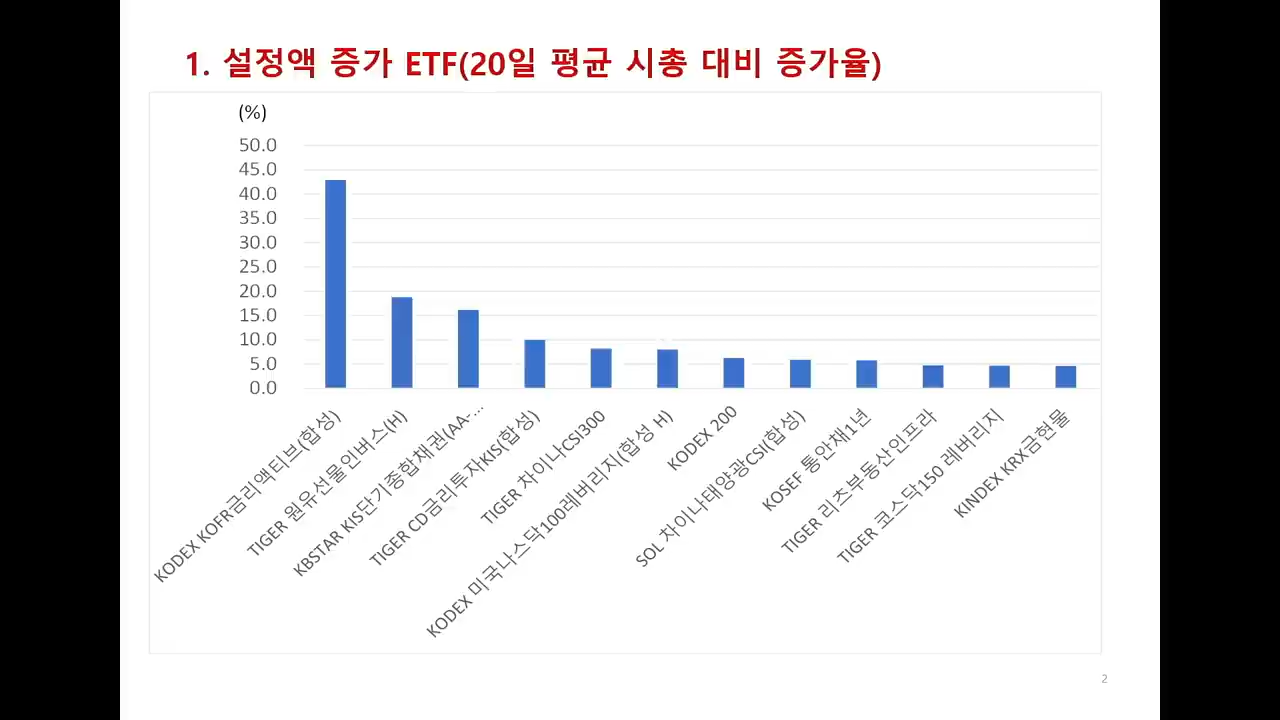 1. 설정액 증가 ETF(20일 평균 시총 대비 증가율)
(%)
50.0
45.0
40.0
35.0
30.0
25.0
20.0
15.0
10.0
5.0
0.0
KODEX KOFR금리액티브(합성)
TIGER 원유선물인버스(H)
KBSTAR KIS단기종합채권(AA-...
TIGER CD금리투자KIS(합성)
TIGER 차이나CSI300
KODEX 미국나스닥100레버리지(합성 H)
KODEX 200
SOL 차이나태양광CSI(합성)
KOSEF 통안채1년
TIGER 리츠부동산인프라
TIGER 코스닥150 레버리지
KINDEX KRX금현물
2